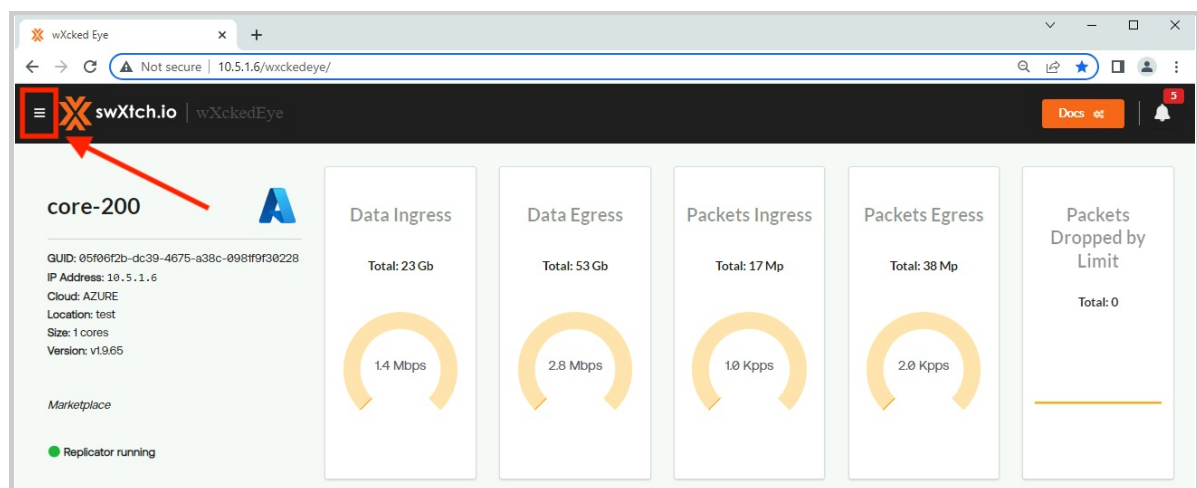 wXcked Eye
Not secure | 10.5.1.6/wxckedeye/
swXtch.io | wXckedEye
Docs
5
core-200
GUID: 05f06f2b-dc39-4675-a38c-0981f9f30228
IP Address: 10.5.1.6
Cloud: AZURE
Location: test
Size: 1 cores
Version: v1.9.65
Marketplace
Replicator running
Data Ingress
Total: 23 Gb
1.4 Mbps
Data Egress
Total: 53 Gb
2.8 Mbps
Packets Ingress
Total: 17 Mp
1.0 Kpps
Packets Egress
Total: 38 Mp
2.0 Kpps
Packets
Dropped by
Limit
Total: 0